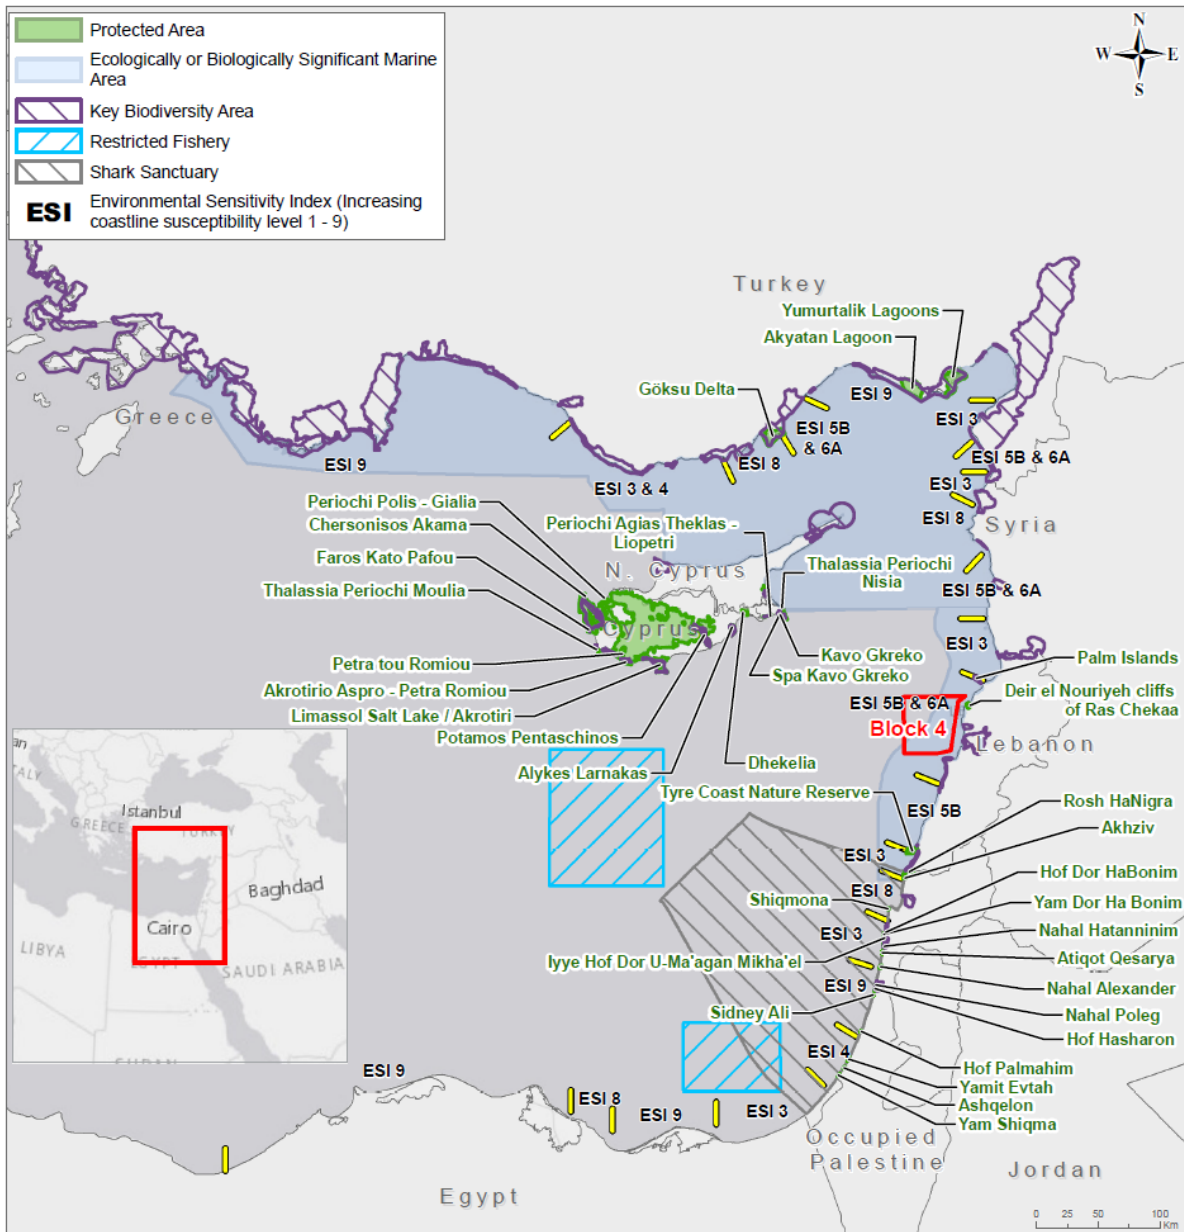 Protected Area
Ecologically or Biologically Significant Marine
Area
Key Biodiversity Area
Restricted Fishery
Shark Sanctuary
ESI
Environmental Sensitivity Index (Increasing
coastline susceptibility level 1 - 9)
N
W
E
S
Turkey
Yumurtalik Lagoons
Akyatan Lagoon
Göksu Delta
Greece
ESI 9
ESI 3
ESI 5B
& 6A
ESI 5B & 6A
ESI 8
ESI 9
ESI 3 & 4
ESI 3
ESI 8
Syria
Periochi Polis - Gialia
Chersonisos Akama
Faros Kato Pafou
Thalassia Periochi Moulia
Periochi Agias Theklas -
Liopetri
N. Cyprus
Thalassia Periochi
Nisia
ESI 5B & 6A
Cyprus
ESI 3
Petra tou Romiou
Akrotirio Aspro - Petra Romiou
Limassol Salt Lake / Akrotiri
Potamos Pentaschinos
Alykes Larnakas
Kavo Gkreko
Spa Kavo Gkreko
Dhekelia
Palm Islands
Deir el Nouriyeh cliffs
of Ras Chekaa
ESI 5B & 6A
Block 4
Lebanon
Tyre Coast Nature Reserve
ESI 5B
Rosh HaNigra
Akhziv
ESI 3
Hof Dor HaBonim
ESI 8
Shiqmona
Yam Dor Ha Bonim
ESI 3
Nahal Hatanninim
Iyye Hof Dor U-Ma'agan Mikha'el
Atiqot Qesarya
ESI 9
Nahal Alexander
Sidney Ali
Nahal Poleg
Hof Hasharon
ESI 4
Hof Palmahim
Yamit Evtah
Ashqelon
Yam Shiqma
ESI 9
ESI 8
ESI 9
ESI 3
Occupied
Palestine
Jordan
Egypt
ITALY
Istanbul
GREECE
TURKEY
Baghdad
Cairo
LIBYA
EGYPT
SAUDI ARABIA
SUDAN
0 25 50 100
Km